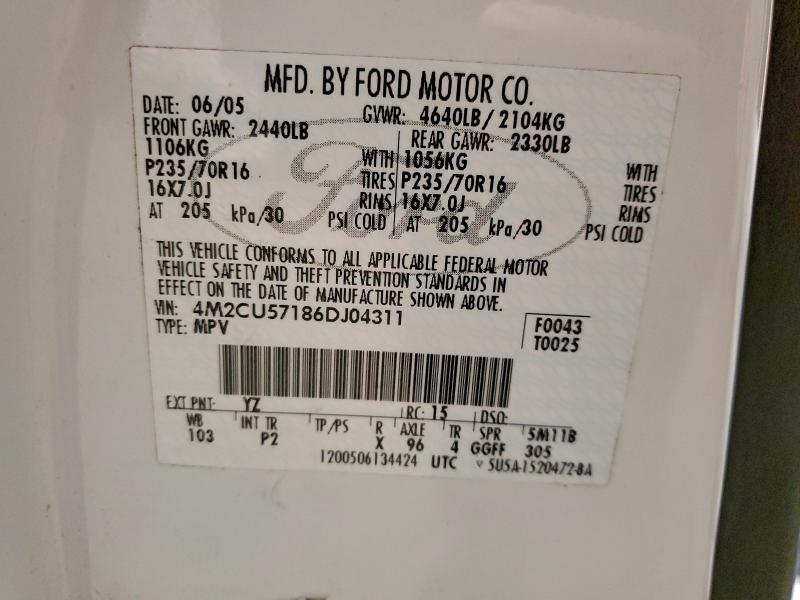 MFD. BY FORD MOTOR CO.
DATE: 06/05 GVWR: 4640LB/ 2104KG
FRONT GAWR: 2440LB REAR GAWR: 2330LB
1106KG WITH 1056KG WITH
P235/70R16 TIRES P235/70R16 TIRES
16X7.0J RIMS 16X7.0J RIMS
AT 205 kPa/30 PSI COLD AT 205 kPa/30 PSI COLD
Ford
THIS VEHICLE CONFORMS TO ALL APPLICABLE FEDERAL MOTOR
VEHICLE SAFETY AND THEFT PREVENTION STANDARDS IN
EFFECT ON THE DATE OF MANUFACTURE SHOWN ABOVE.
VIN: 4M2CU57186DJ04311
TYPE: MPV
F0043
T0025
EXT PNT: YZ RC: 15 DSO:
WB INT TR TP/PS R AXLE TR SPR 5M11B
103 P2 X 96 4 GGFF 305
1200506134424 UTC ▽ 5U5A-1520472-BA